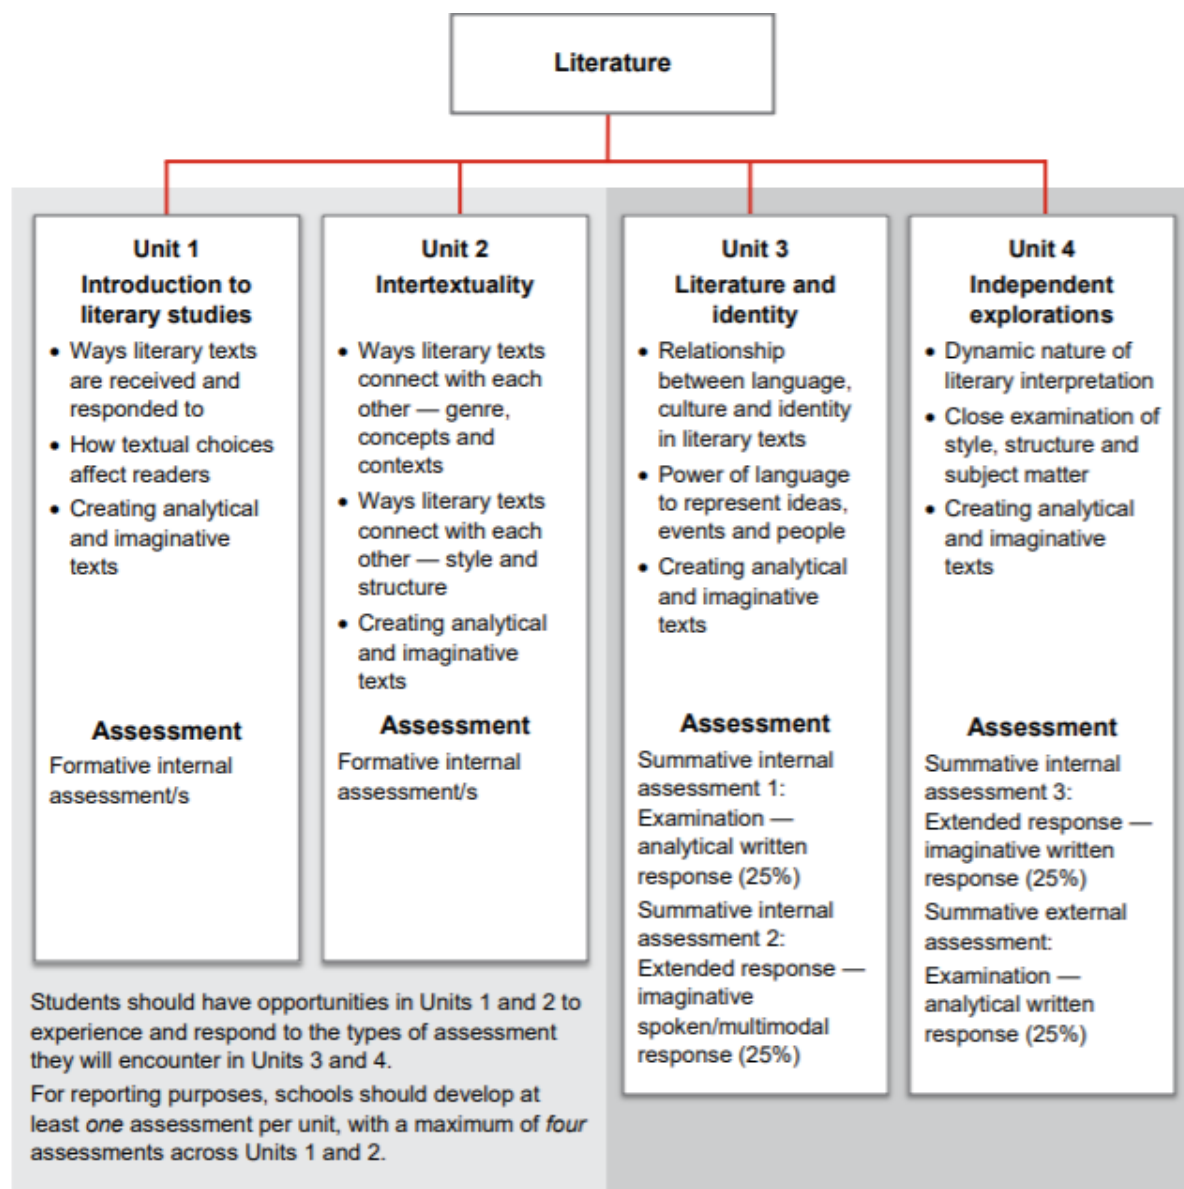 Literature
Unit 1
Introduction to
literary studies
• Ways literary texts
are received and
responded to
• How textual choices
affect readers
• Creating analytical
and imaginative
texts
Assessment
Formative internal
assessment/s
Unit 2
Intertextuality
• Ways literary texts
connect with each
other — genre,
concepts and
contexts
• Ways literary texts
connect with each
other — style and
structure
• Creating analytical
and imaginative
texts
Assessment
Formative internal
assessment/s
Unit 3
Literature and
identity
• Relationship
between language,
culture and identity
in literary texts
• Power of language
to represent ideas,
events and people
• Creating analytical
and imaginative
texts
Assessment
Summative internal
assessment 1:
Examination —
analytical written
response (25%)
Summative internal
assessment 2:
Extended response —
imaginative
spoken/multimodal
response (25%)
Unit 4
Independent
explorations
• Dynamic nature of
literary interpretation
• Close examination of
style, structure and
subject matter
• Creating analytical
and imaginative
texts
Assessment
Summative internal
assessment 3:
Extended response —
imaginative written
response (25%)
Summative external
assessment:
Examination —
analytical written
response (25%)
Students should have opportunities in Units 1 and 2 to
experience and respond to the types of assessment
they will encounter in Units 3 and 4.
For reporting purposes, schools should develop at
least one assessment per unit, with a maximum of four
assessments across Units 1 and 2.